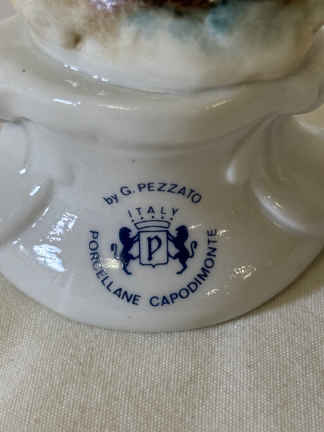 by G. PEZZATO
ITALY
P
PORCELLANE CAPODIMONTE